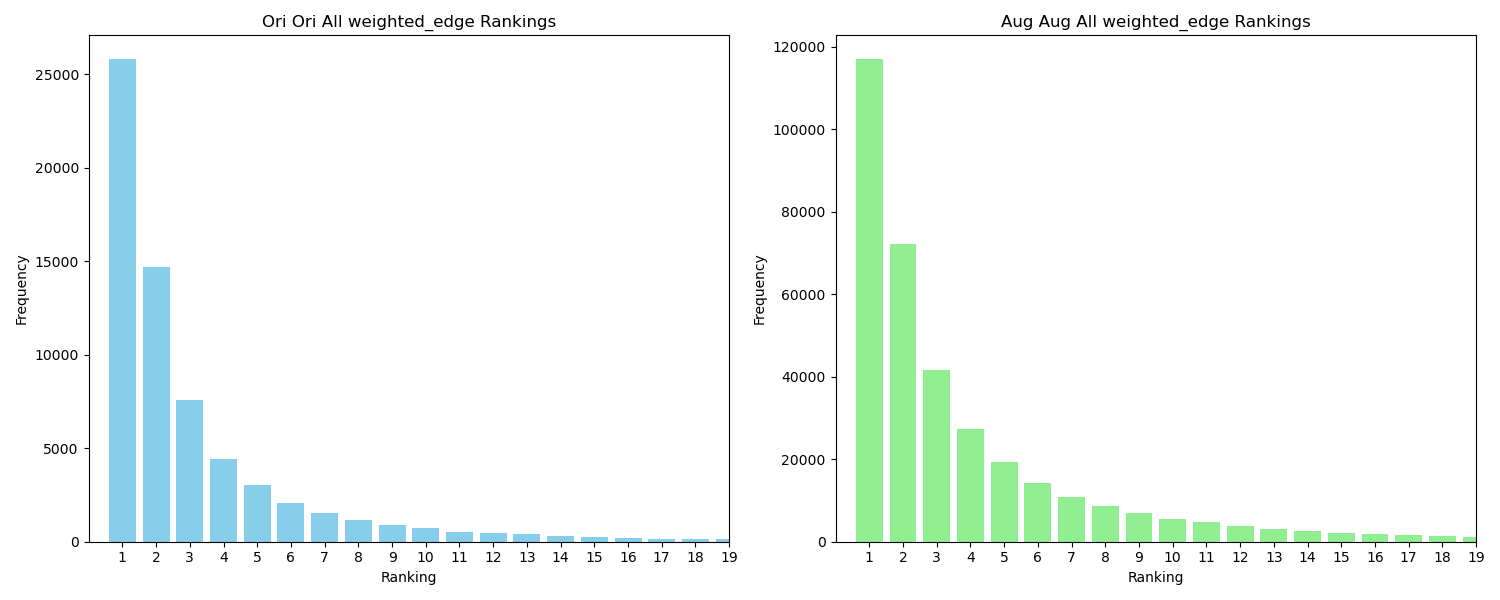 Ori Ori All weighted_edge Rankings
Frequency
25000
20000
15000
10000
5000
0
1 2 3 4 5 6 7 8 9 10 11 12 13 14 15 16 17 18 19
Ranking
Aug Aug All weighted_edge Rankings
Frequency
120000
100000
80000
60000
40000
20000
0
1 2 3 4 5 6 7 8 9 10 11 12 13 14 15 16 17 18 19
Ranking